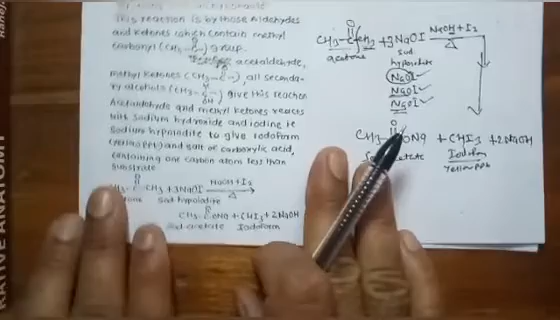 This reaction is by those Aldehydes
and ketones which contain methyl
carbonyl (CH3-C-) group.
acetaldehyde,
methyl ketones (CH3-C-), all seconda-
ry alcohols (CH3-C-) give this reaction
OH
Acetaldehyde and methyl ketones reacts
with sodium hydroxide and iodine ie
Sodium hypoiodite to give iodoform
(yellow ppt) and salt of carboxylic acid,
containing one carbon atom less than
substrate.
O
CH3-C-CH3 +3NaOI NaOH+I2
Δ
sod. hypoiodite
O
CH3-C-ONa +CHI3+2NaOH
sod. acetate Iodoform
O
CH3-C-CH3 +3NaOI NaOH+I2
Δ
acetone sod.
hypoiodite
NaOI
NaOI
NaOI
O
CH3 ONa + CHI3 +2NaOH
Iodoform
yellow ppt